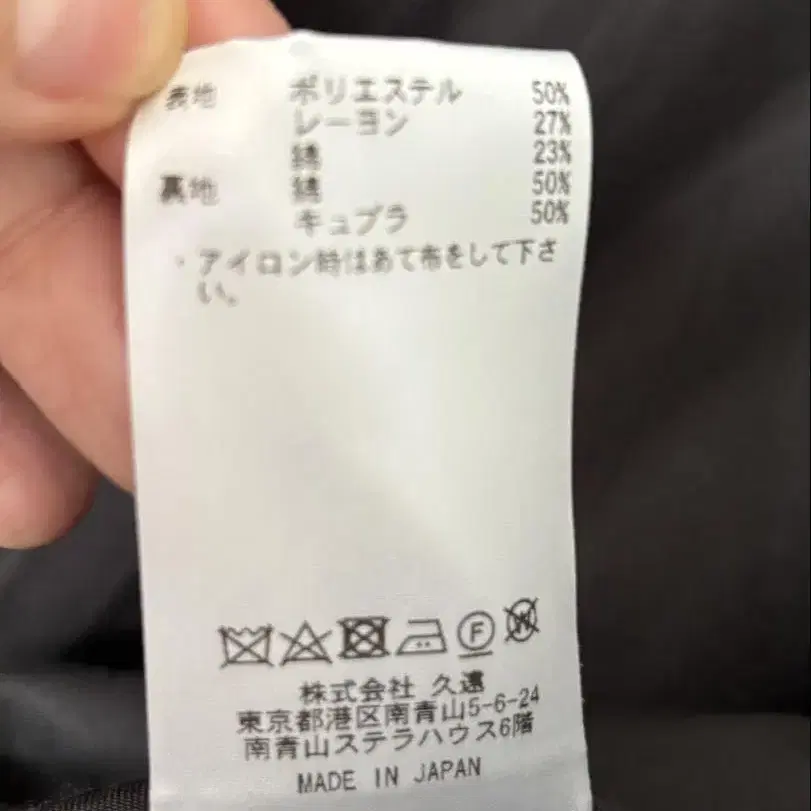 表地 ポリエステル 50%
レーヨン 27%
綿 23%
裏地 綿 50%
キュプラ 50%
・アイロン時はあて布をして下さ
い。
F W
株式会社 久遠
東京都港区南青山5-6-24
南青山ステラハウス6階
MADE IN JAPAN